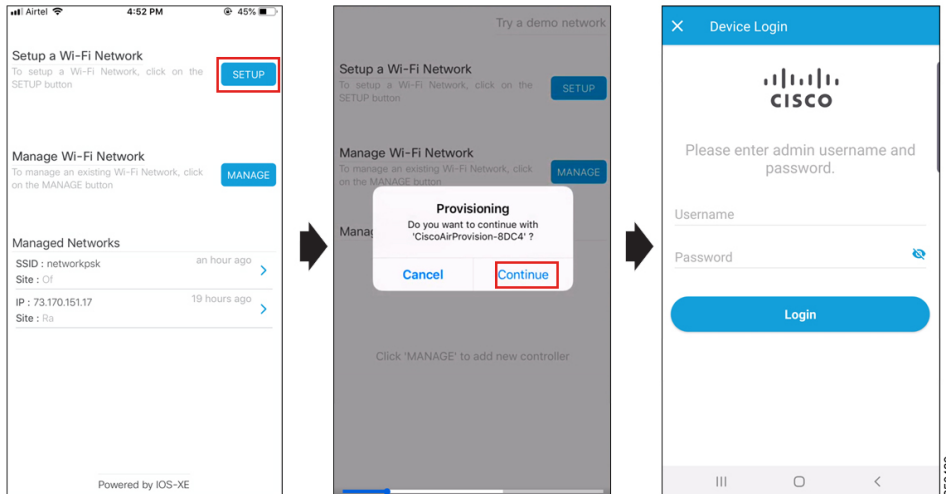 Airtel 4:52 PM 45%
Setup a Wi-Fi Network
To setup a Wi-Fi Network, click on the
SETUP button
SETUP
Manage Wi-Fi Network
To manage an existing Wi-Fi Network, click
on the MANAGE button
MANAGE
Managed Networks
SSID : networkpsk an hour ago
Site : Of
IP : 73.170.151.17 19 hours ago
Site : Ra
Powered by IOS-XE
Try a demo network
Setup a Wi-Fi Network
To setup a Wi-Fi Network, click on the
SETUP button
SETUP
Manage Wi-Fi Network
To manage an existing Wi-Fi Network, click
on the MANAGE button
MANAGE
Manag
Provisioning
Do you want to continue with
'CiscoAirProvision-8DC4' ?
Cancel Continue
Click 'MANAGE' to add new controller
Device Login
CISCO
Please enter admin username and
password.
Username
Password
Login